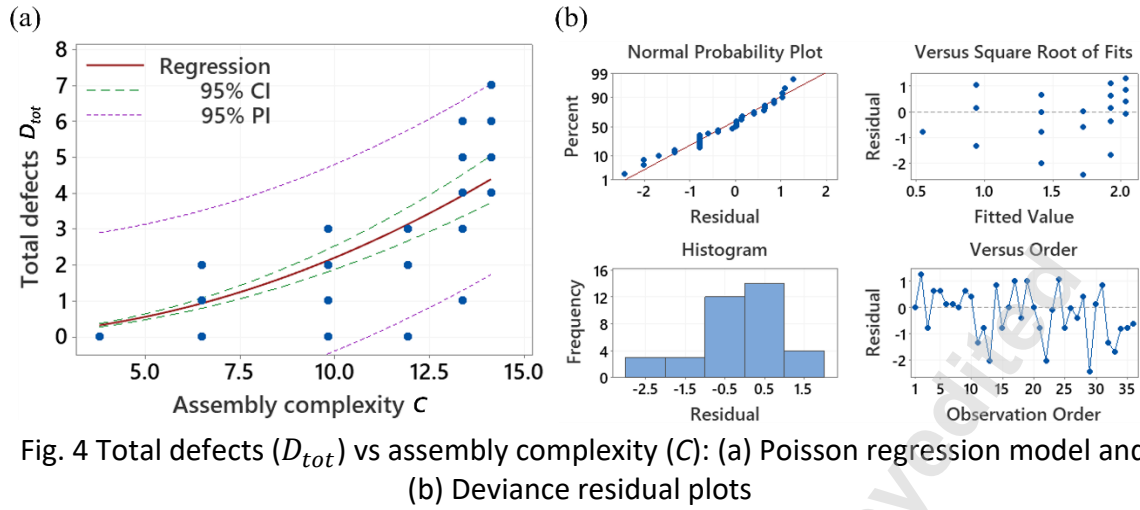 (a)
(b)
Total defects D_tot
8
7
6
5
4
3
2
1
0
Regression
95% CI
95% PI
5.0 7.5 10.0 12.5 15.0
Assembly complexity C
Normal Probability Plot
Percent
99
90
50
10
1
-2 -1 0 1 2
Residual
Versus Square Root of Fits
Residual
1
0
-1
-2
0.5 1.0 1.5 2.0
Fitted Value
Histogram
Frequency
16
12
8
4
0
-2.5 -1.5 -0.5 0.5 1.5
Residual
Versus Order
Residual
1
0
-1
-2
1 5 10 15 20 25 30 35
Observation Order
Fig. 4 Total defects (D_tot) vs assembly complexity (C): (a) Poisson regression model and
(b) Deviance residual plots